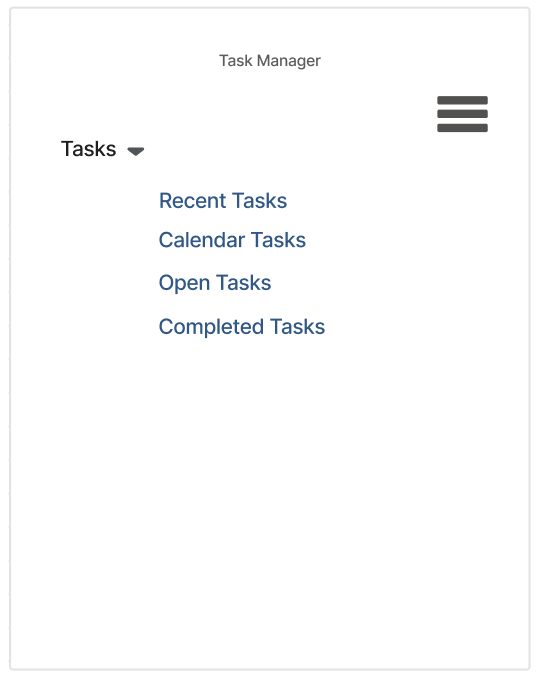 Task Manager
Tasks
Recent Tasks
Calendar Tasks
Open Tasks
Completed Tasks